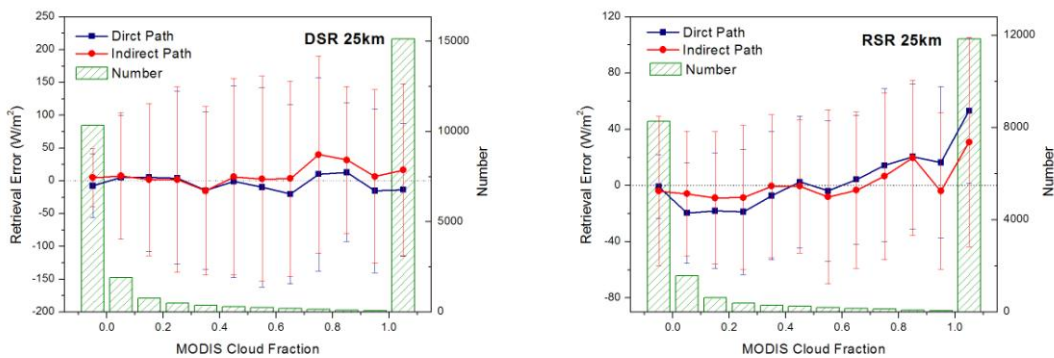 DSR 25km
Dirct Path
Indirect Path
Number
250
200
150
100
50
0
-50
-100
-150
-200
Retrieval Error (W/m²)
15000
10000
5000
0
Number
0.0 0.2 0.4 0.6 0.8 1.0
MODIS Cloud Fraction
RSR 25km
Dirct Path
Indirect Path
Number
120
80
40
0
-40
-80
Retrieval Error (W/m²)
12000
8000
4000
0
Number
0.0 0.2 0.4 0.6 0.8 1.0
MODIS Cloud Fraction